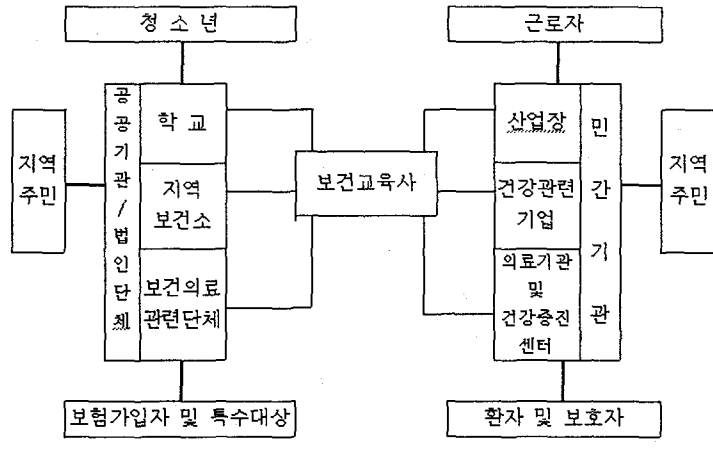 청 소 년
근로자
공공기관/법인단체
학 교
지역
보건소
보건의료
관련단체
지역
주민
보건교육사
산업장
건강관련
기업
의료기관
및
건강증진
센터
민간기관
지역
주민
보험가입자 및 특수대상
환자 및 보호자